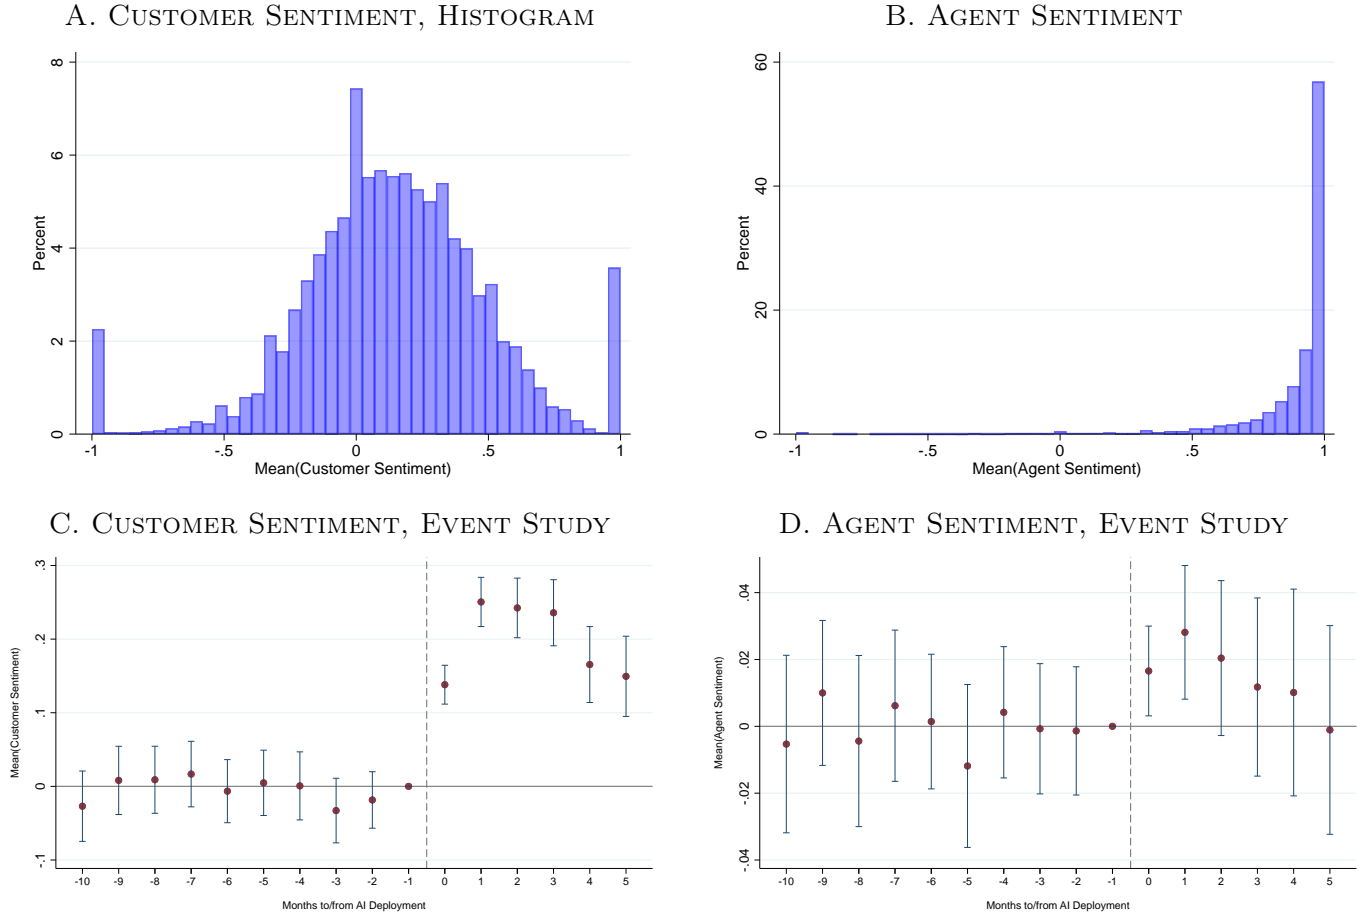 A. Customer Sentiment, Histogram
B. Agent Sentiment
8
6
4
2
0
Percent
-1
-.5
0
.5
1
Mean(Customer Sentiment)
60
40
20
0
Percent
-1
-.5
0
.5
1
Mean(Agent Sentiment)
C. Customer Sentiment, Event Study
D. Agent Sentiment, Event Study
.3
.2
.1
0
-.1
Mean(Customer Sentiment)
-10 -9 -8 -7 -6 -5 -4 -3 -2 -1 0 1 2 3 4 5
Months to/from AI Deployment
.04
.02
0
-.02
-.04
Mean(Agent Sentiment)
-10 -9 -8 -7 -6 -5 -4 -3 -2 -1 0 1 2 3 4 5
Months to/from AI Deployment